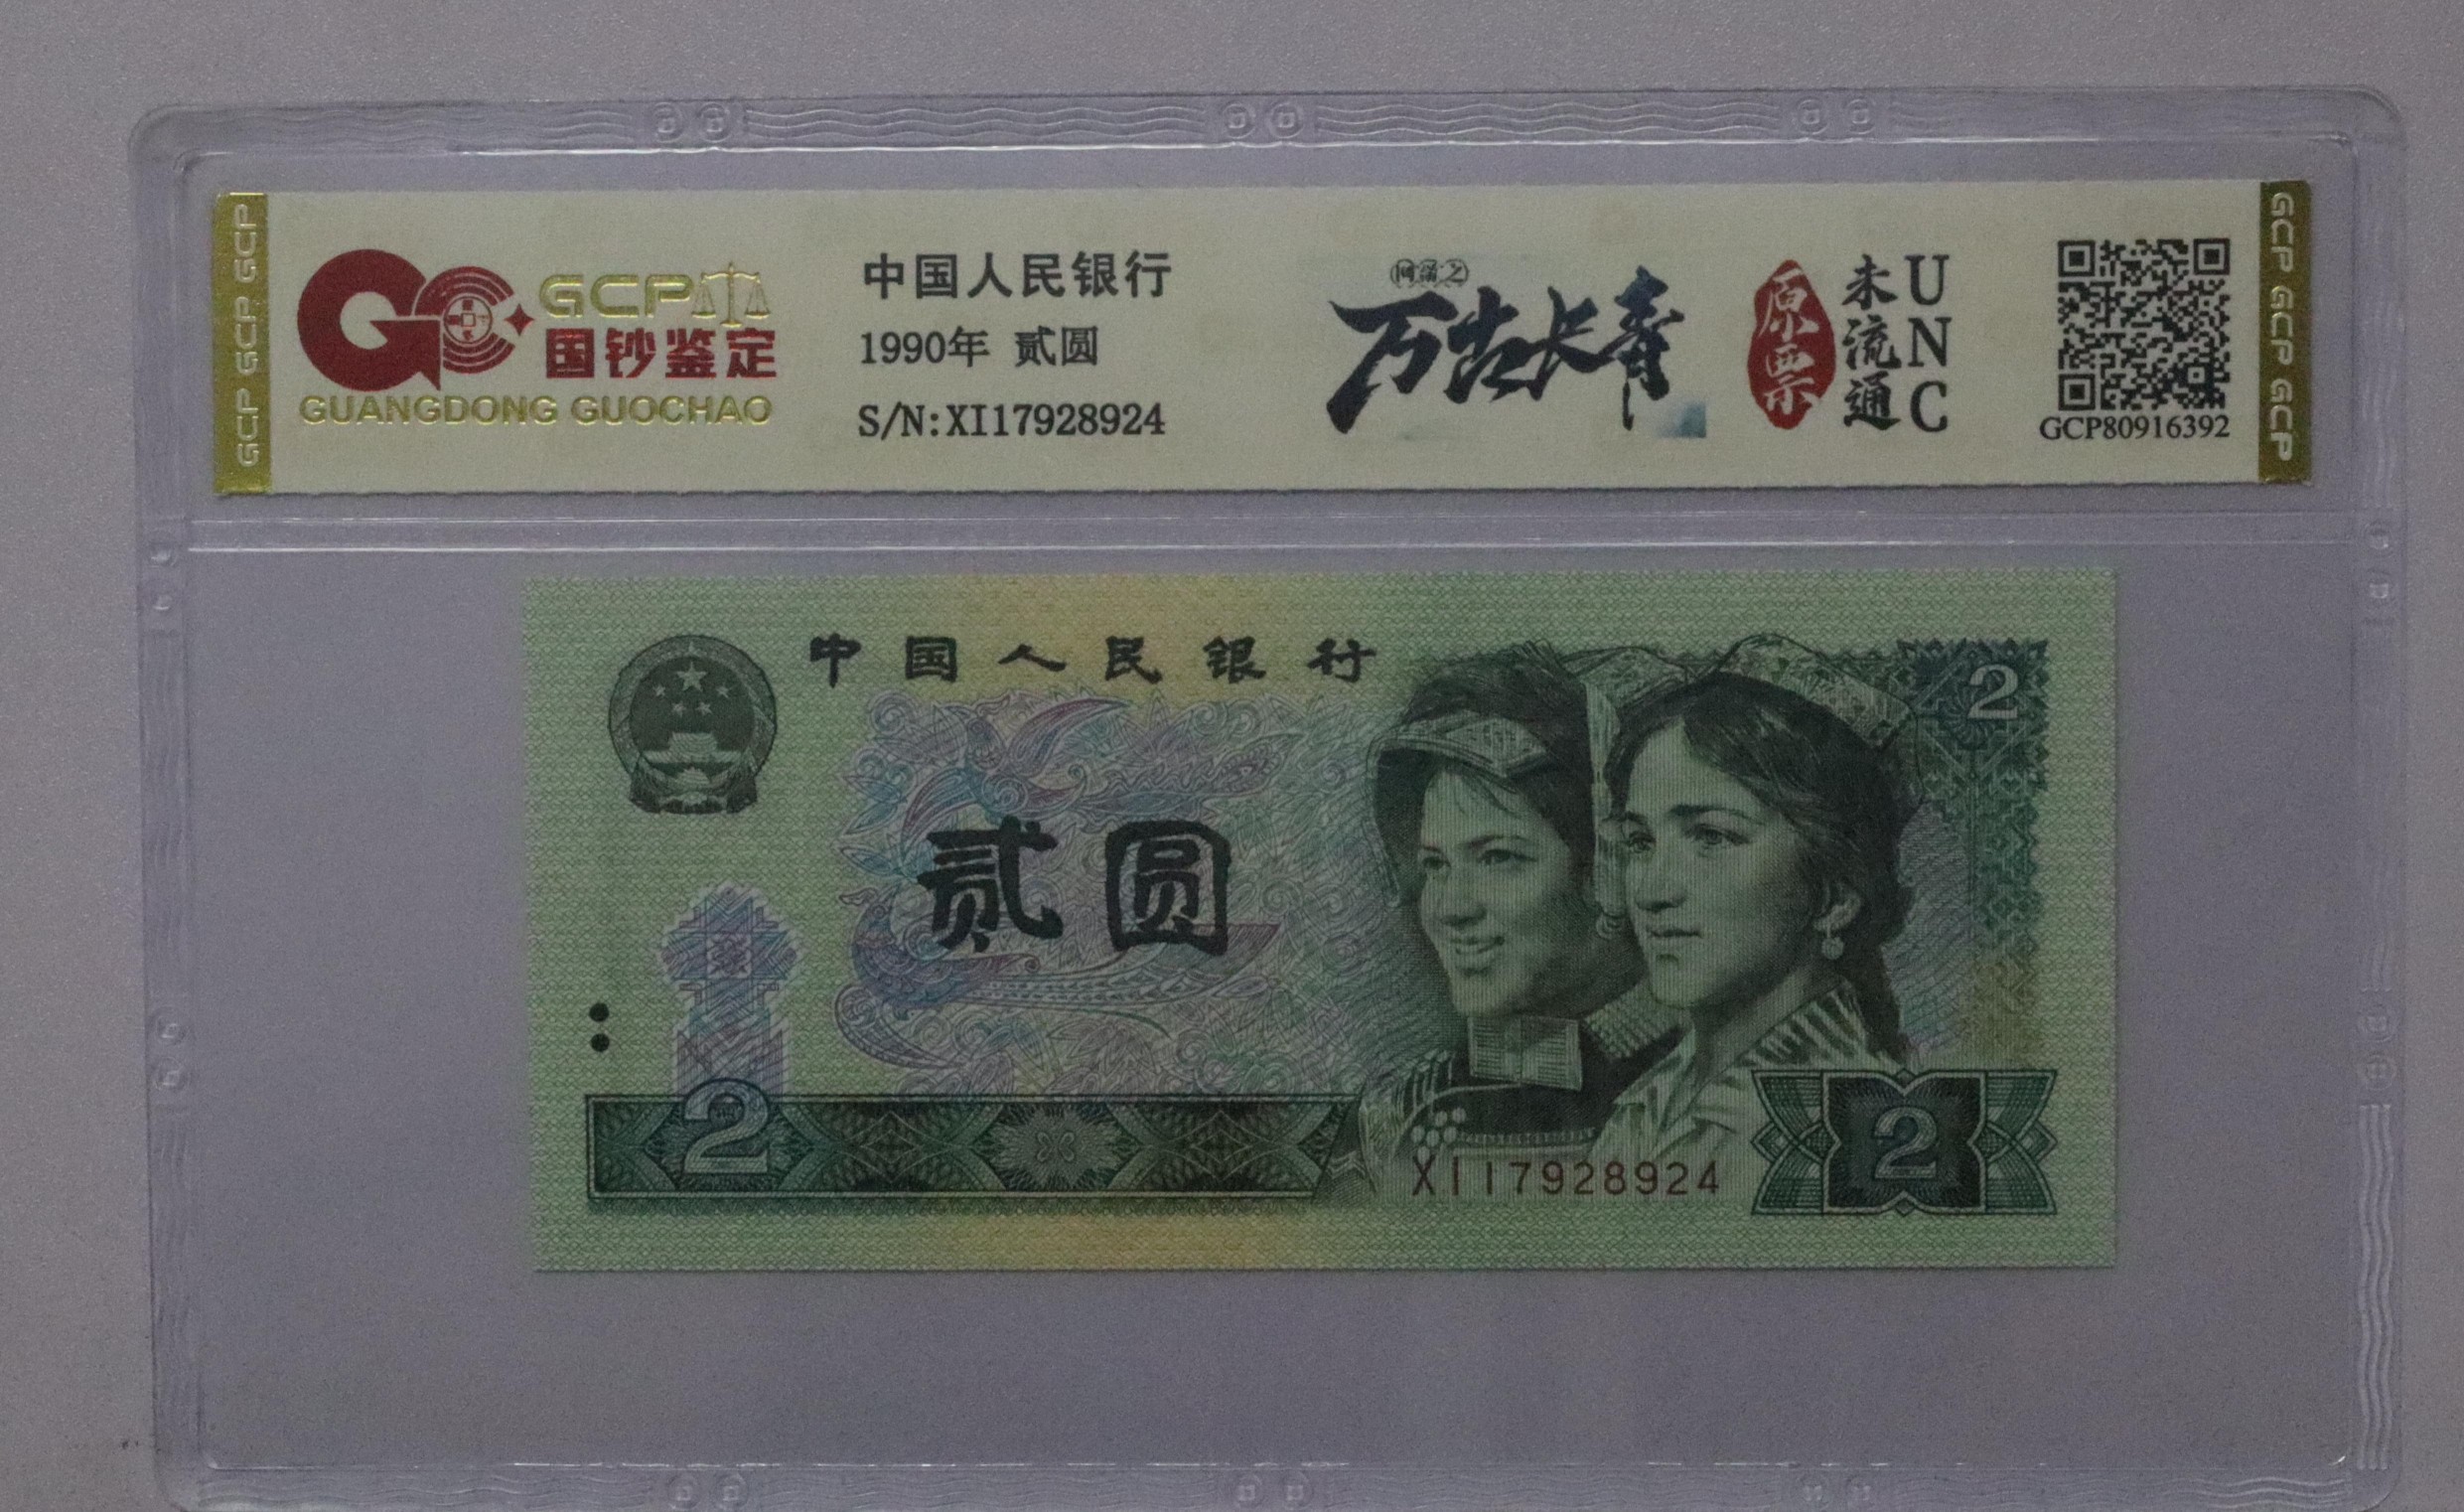 GCP GCP GCP
GC
GCP
国钞鉴定
GUANGDONG GUOCHAO
中国人民银行
1990年 贰圆
S/N:XI17928924
万古长青
原票
未流通
UNC
GCP80916392
GCP GCP GCP
中国人民银行
2
贰圆
2
XI17928924
2